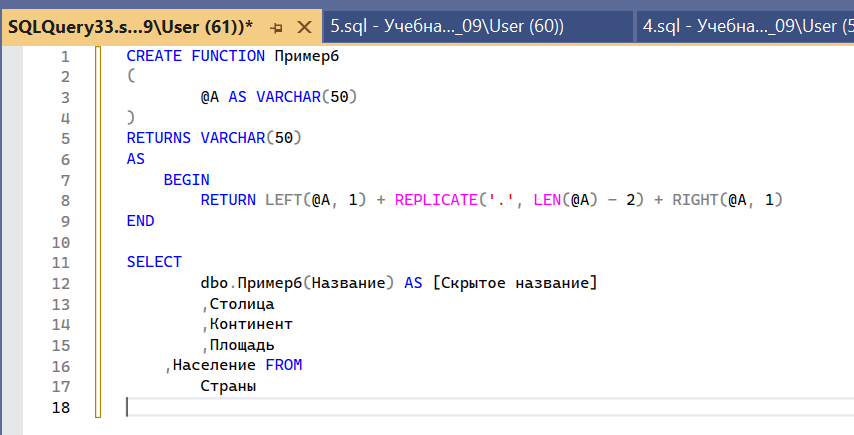 SQLQuery33.s...9\User (61))*
5.sql - Учебна..._09\User (60))
4.sql - Учебна..._09\User (5
1 CREATE FUNCTION Пример6
2 (
3 @A AS VARCHAR(50)
4 )
5 RETURNS VARCHAR(50)
6 AS
7 BEGIN
8 RETURN LEFT(@A, 1) + REPLICATE('.', LEN(@A) - 2) + RIGHT(@A, 1)
9 END
10
11 SELECT
12 dbo.Пример6(Название) AS [Скрытое название]
13 ,Столица
14 ,Континент
15 ,Площадь
16 ,Население FROM
17 Страны
18